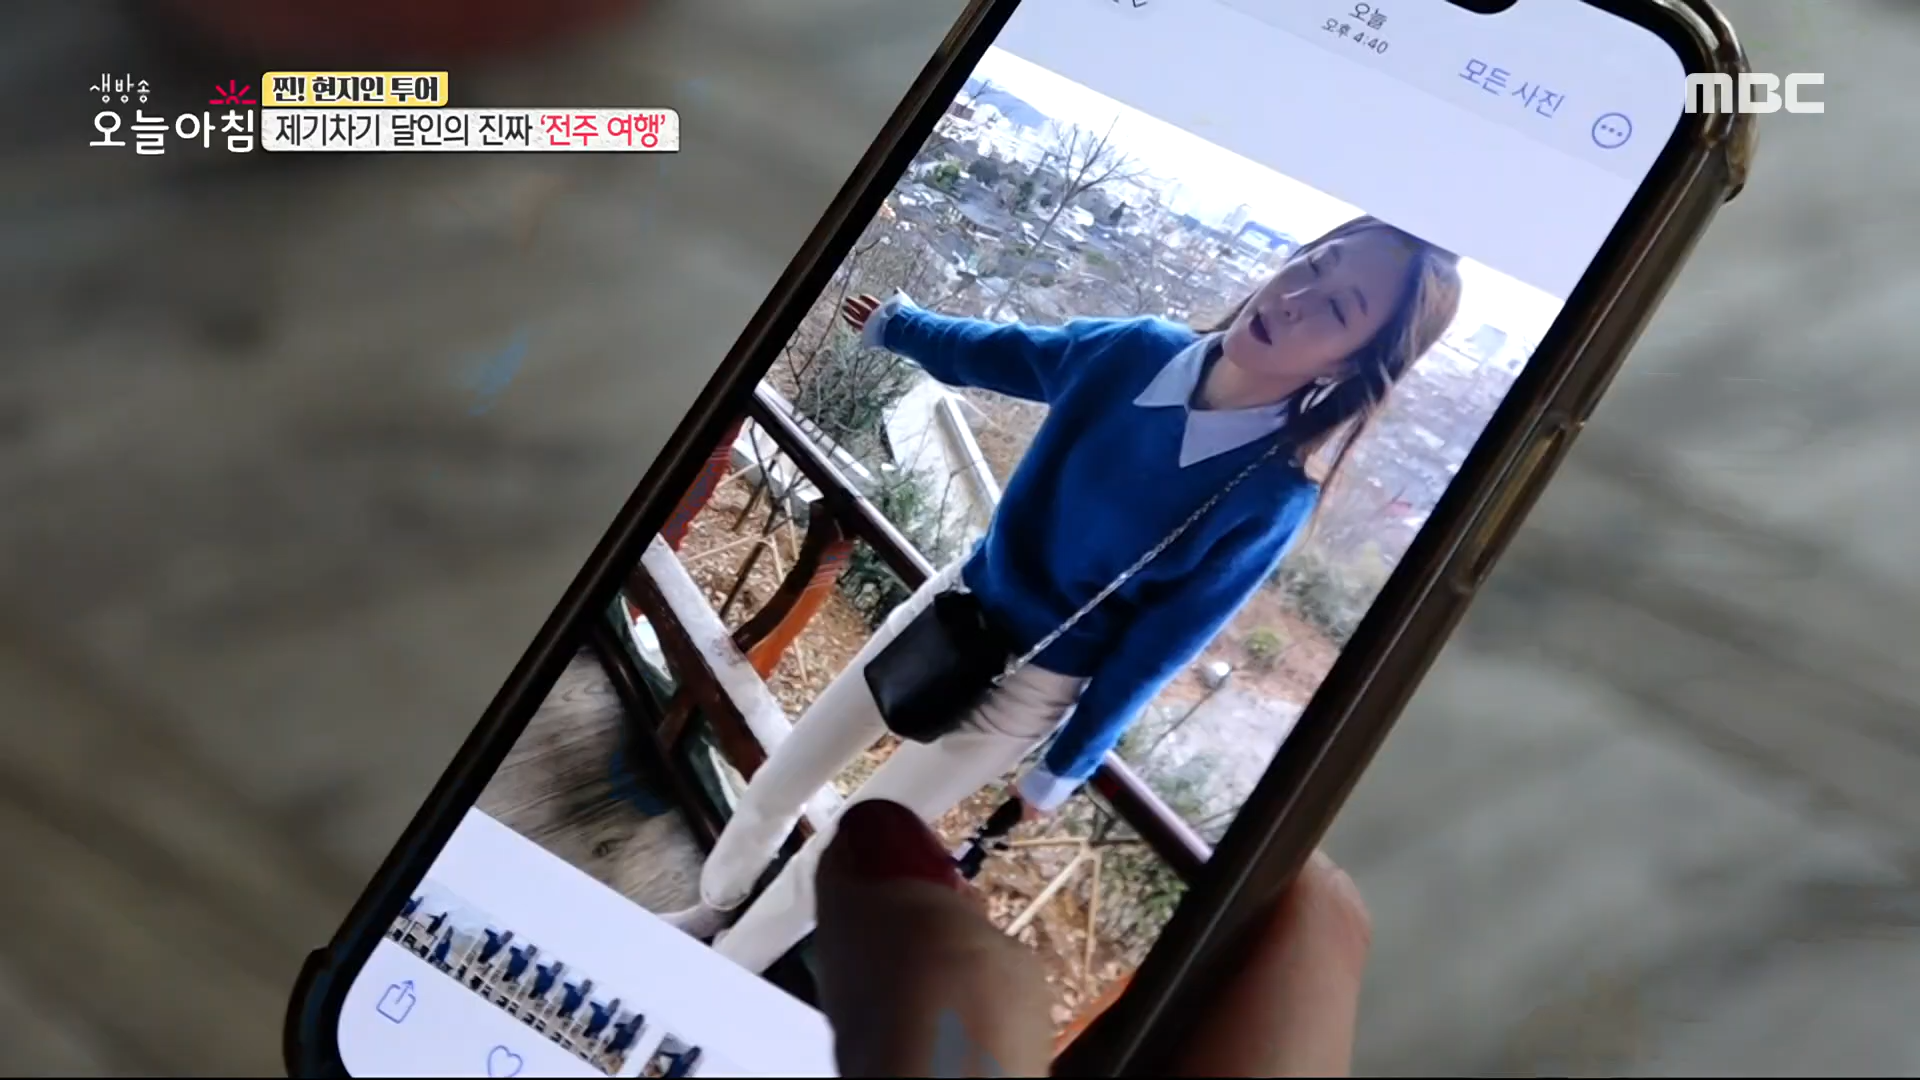 생방송
오늘아침
찐! 현지인 투어
제기차기 달인의 진짜 '전주 여행'
오늘
오후 4:40
모든 사진
MBC